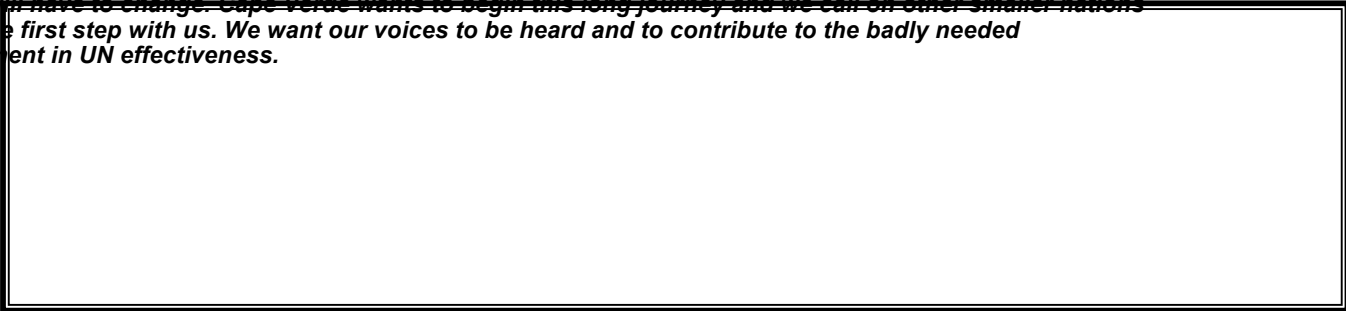 have to change. Cape Verde wants to begin this long journey and we call on other smaller nations
first step with us. We want our voices to be heard and to contribute to the badly needed
in UN effectiveness.